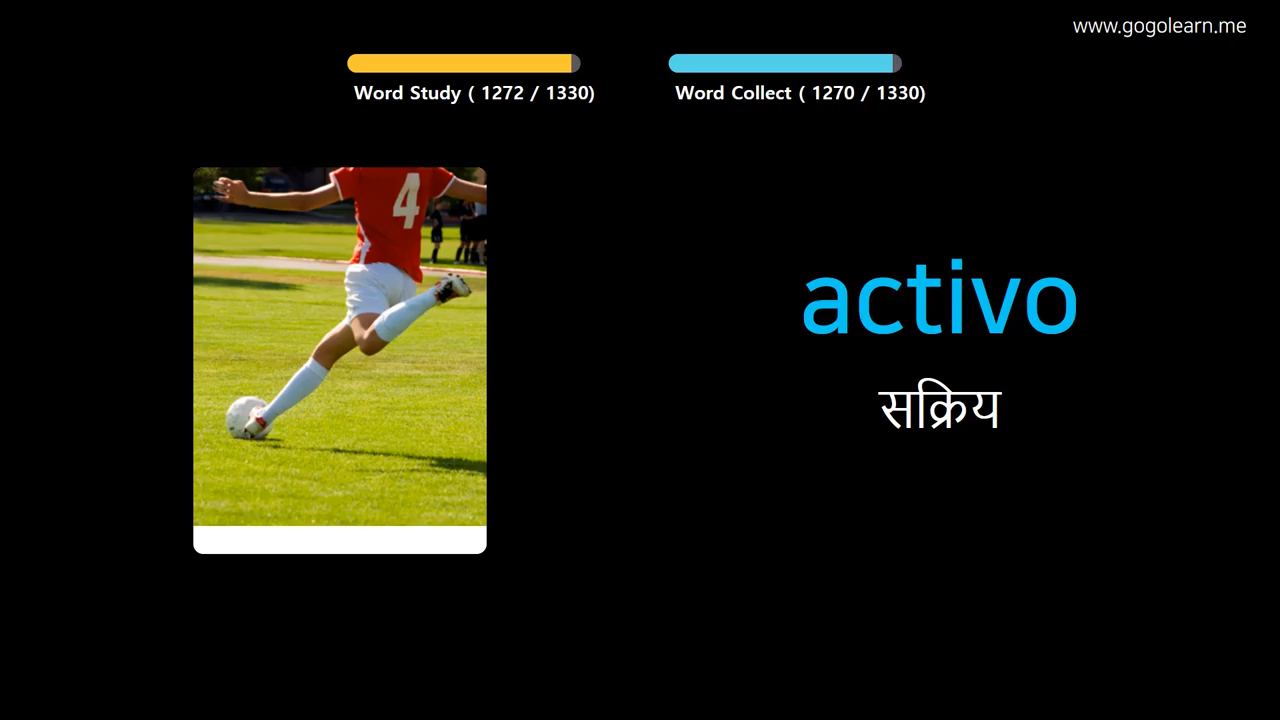 www.gogolearn.me
Word Study ( 1272 / 1330)
Word Collect ( 1270 / 1330)
4
activo
सक्रिय